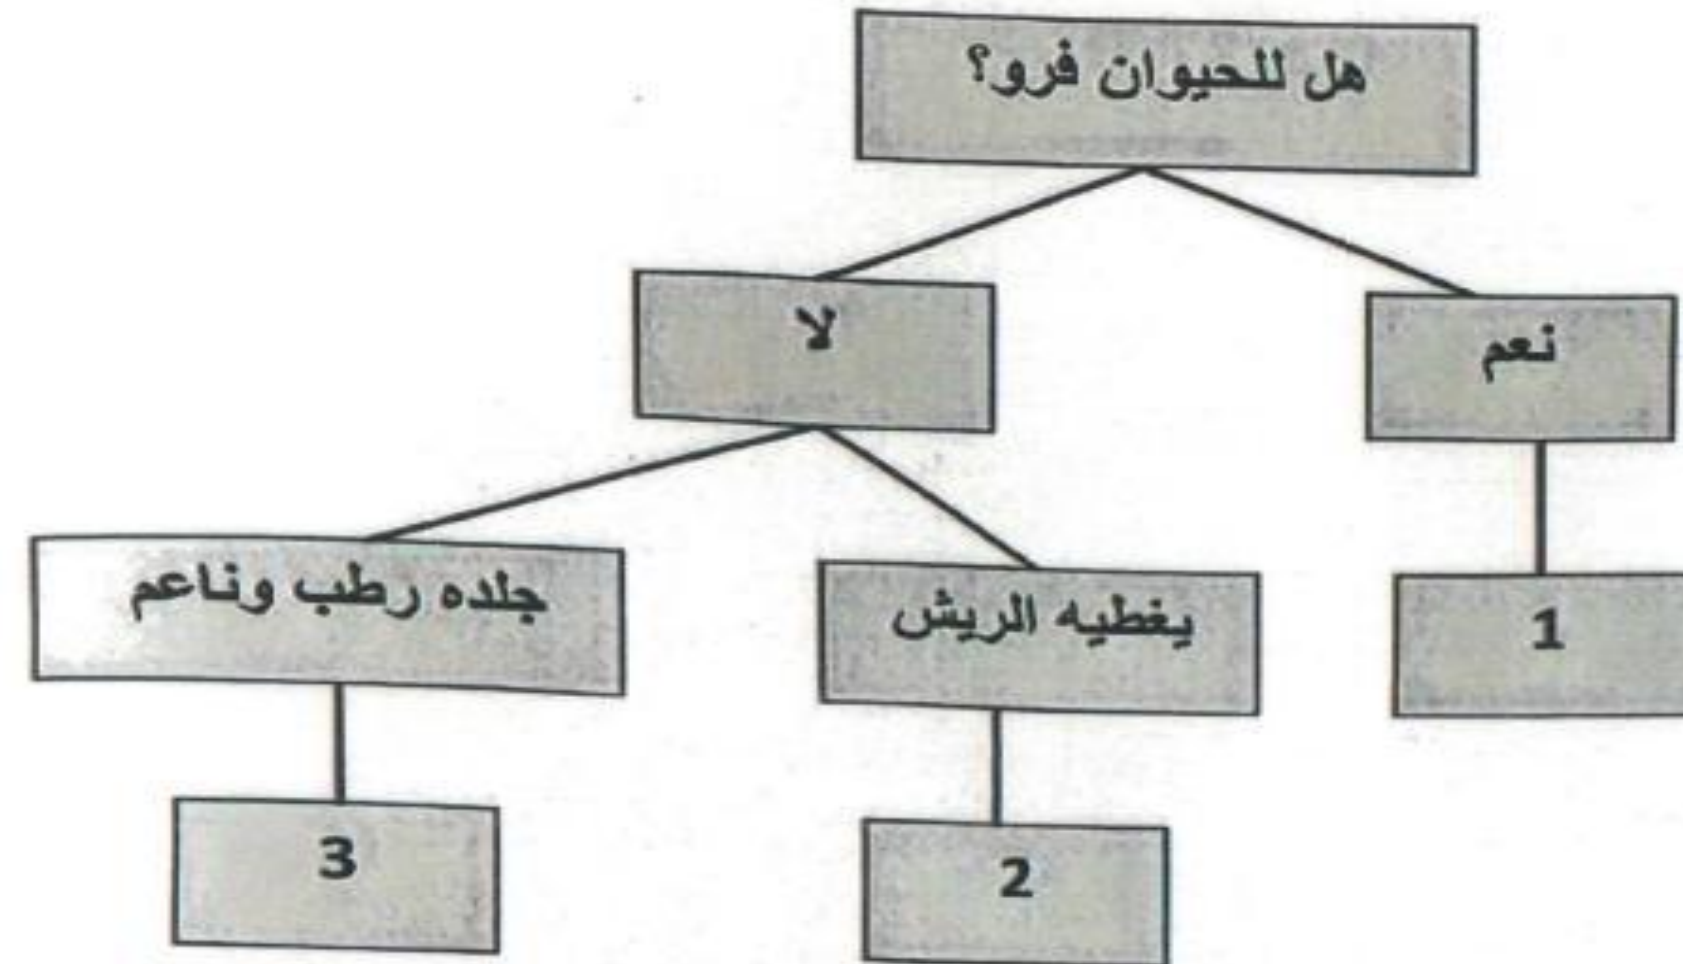 هل للحيوان فرو؟
نعم
لا
يغطيه الريش
جلده رطب وناعم
1
2
3